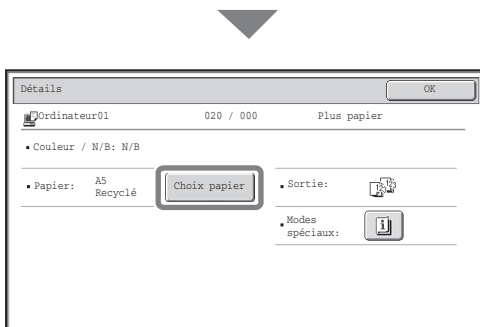 Détails OK
Ordinateur01 020 / 000 Plus papier
Couleur / N/B: N/B
Papier: A5 Recyclé Choix papier Sortie:
Modes spéciaux: